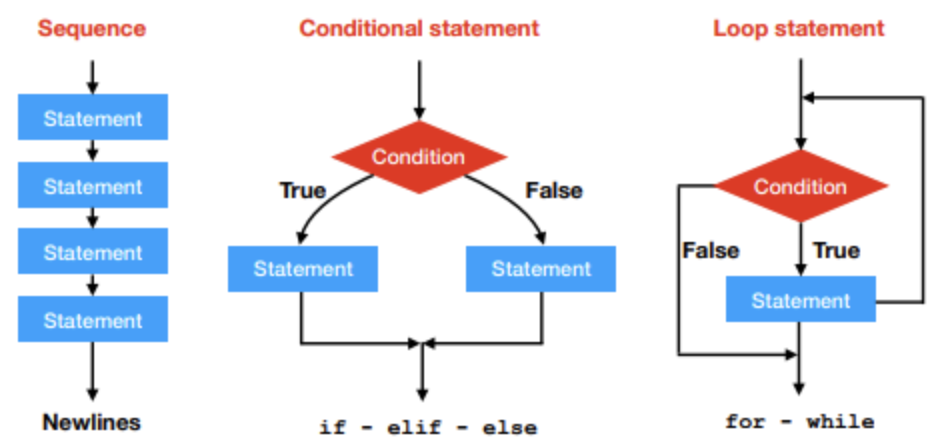 Sequence
Statement
Statement
Statement
Statement
Newlines
Conditional statement
Condition
True
False
Statement
Statement
if - elif - else
Loop statement
Condition
False
True
Statement
for - while